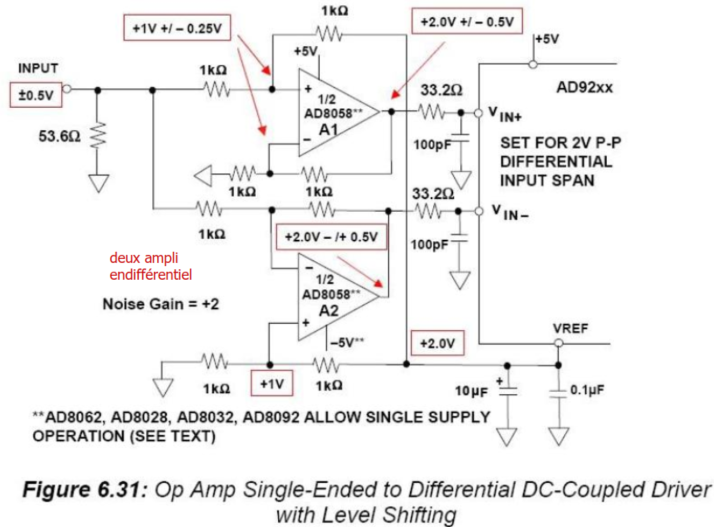 +1V +/ – 0.25V
1kΩ
+2.0V +/ – 0.5V
+5V
+5V
INPUT
±0.5V
1kΩ
53.6Ω
+
1/2
AD8058**
A1
–
33.2Ω
100pF
VIN+
AD92xx
SET FOR 2V P-P
DIFFERENTIAL
INPUT SPAN
1kΩ
1kΩ
33.2Ω
100pF
VIN–
1kΩ
+2.0V – /+ 0.5V
deux ampli
endifférentiel
Noise Gain = +2
–
1/2
AD8058**
A2
+
–5V**
+2.0V
VREF
1kΩ
+1V
1kΩ
+
10µF
0.1µF
**AD8062, AD8028, AD8032, AD8092 ALLOW SINGLE SUPPLY
OPERATION (SEE TEXT)
Figure 6.31: Op Amp Single-Ended to Differential DC-Coupled Driver
with Level Shifting